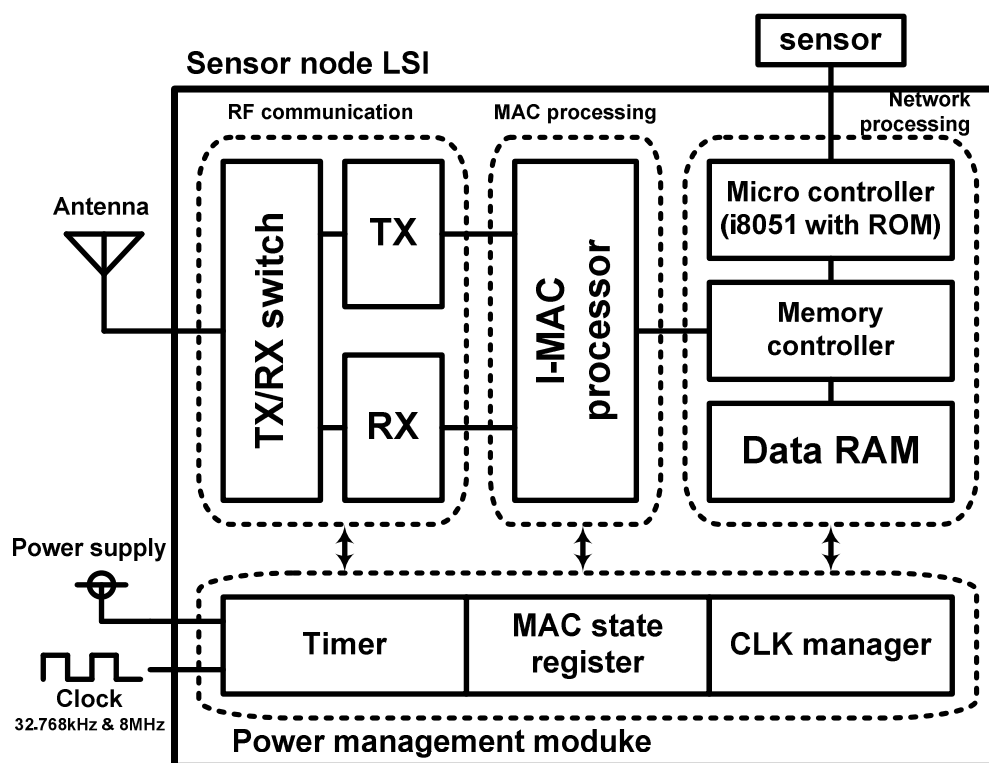 sensor
Sensor node LSI
RF communication
MAC processing
Network
processing
Antenna
TX/RX switch
TX
RX
I-MAC
processor
Micro controller
(i8051 with ROM)
Memory
controller
Data RAM
Power supply
Clock
32.768kHz & 8MHz
Timer
MAC state
register
CLK manager
Power management moduke